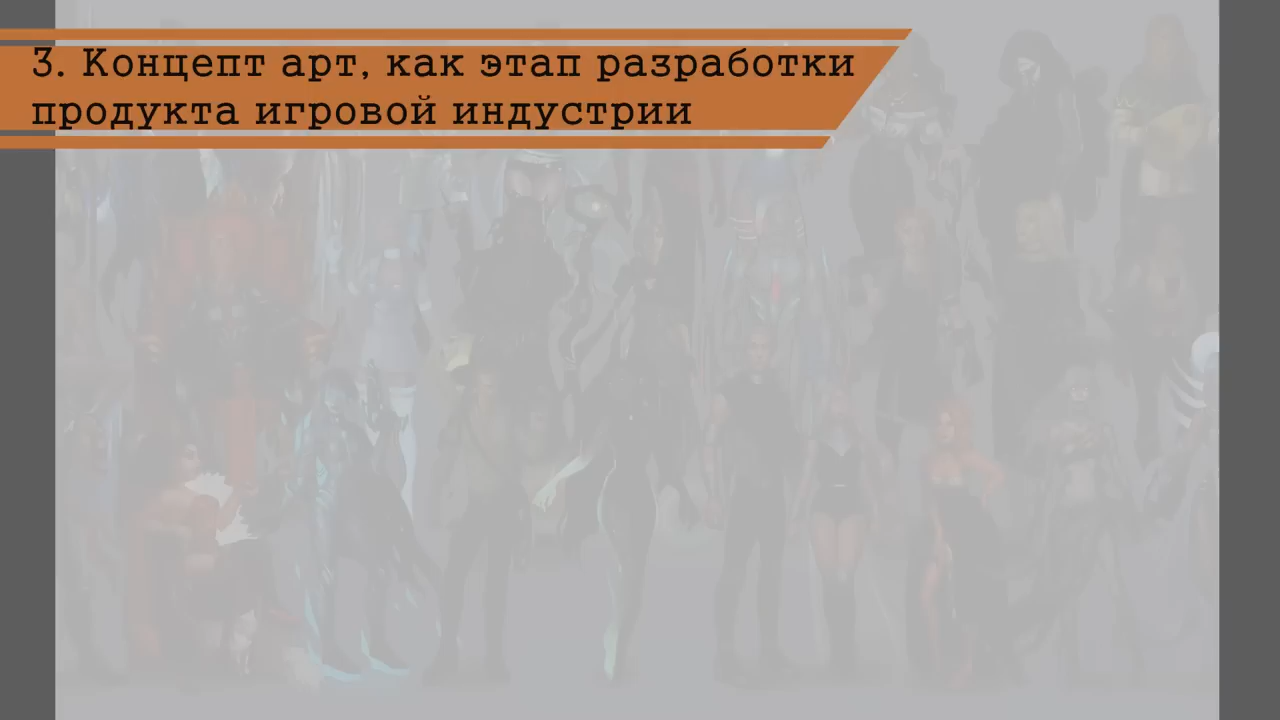 3. Концепт арт, как этап разработки
продукта игровой индустрии